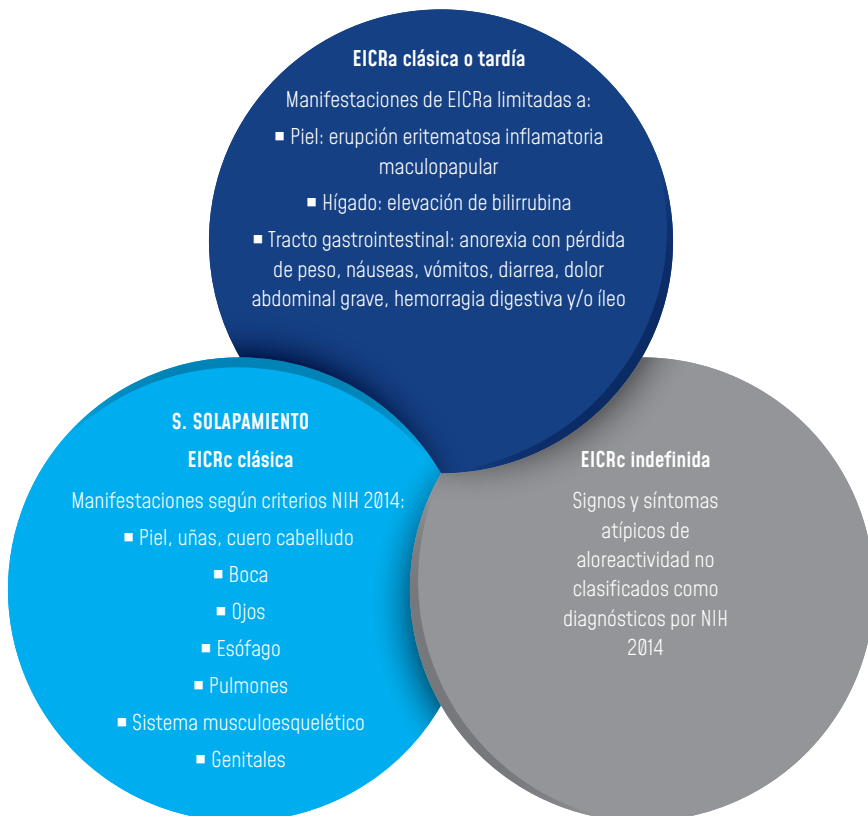 EICRa clásica o tardía
Manifestaciones de EICRa limitadas a:
▪ Piel: erupción eritematosa inflamatoria
maculopapular
▪ Hígado: elevación de bilirrubina
▪ Tracto gastrointestinal: anorexia con pérdida
de peso, náuseas, vómitos, diarrea, dolor
abdominal grave, hemorragia digestiva y/o íleo
S. SOLAPAMIENTO
EICRc clásica
Manifestaciones según criterios NIH 2014:
▪ Piel, uñas, cuero cabelludo
▪ Boca
▪ Ojos
▪ Esófago
▪ Pulmones
▪ Sistema musculoesquelético
▪ Genitales
EICRc indefinida
Signos y síntomas
atípicos de
aloreactividad no
clasificados como
diagnósticos por NIH
2014